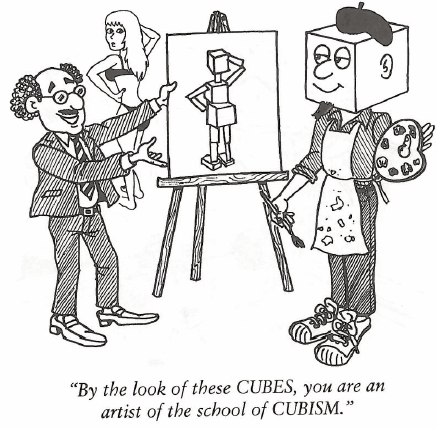 “By the look of these CUBES, you are an
artist of the school of CUBISM.”